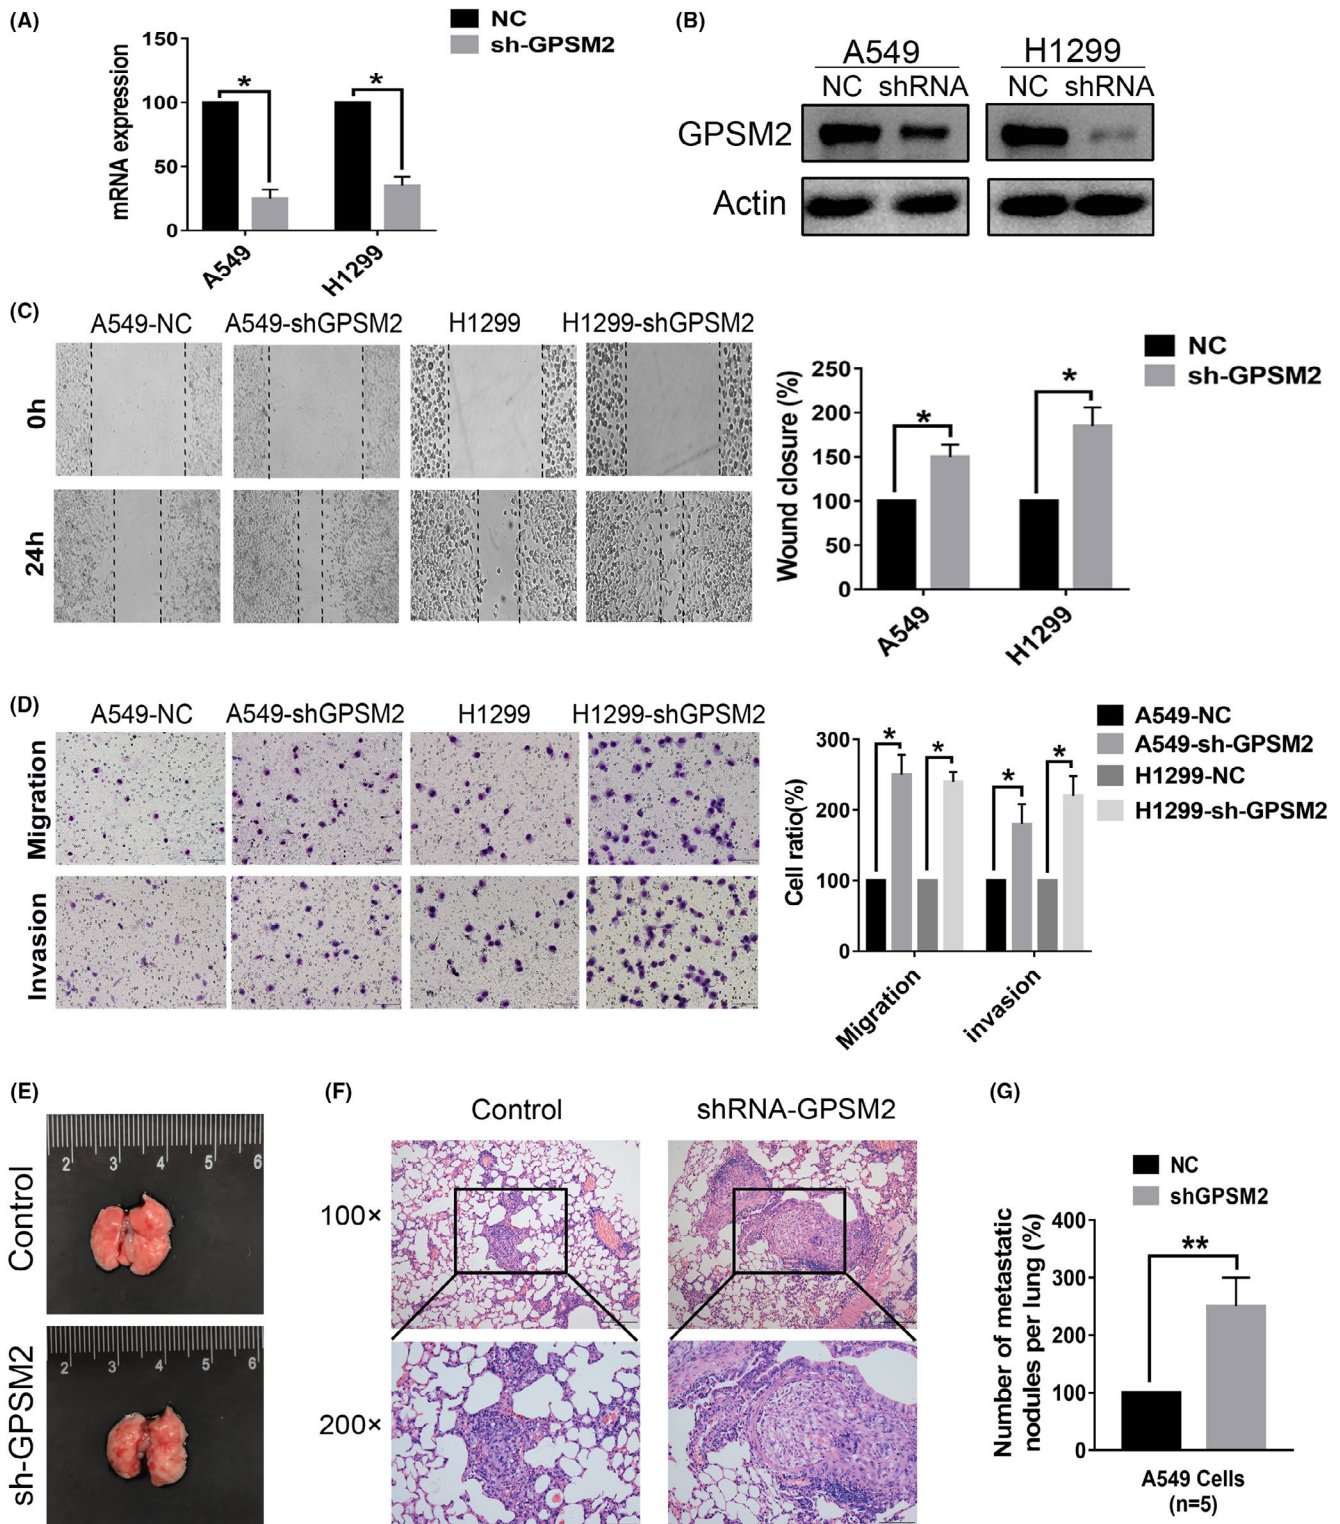 (A)
NC
sh-GPSM2
mRNA expression
150
100
50
0
*
*
A549
H1299
(B)
A549
H1299
NC shRNA
NC shRNA
GPSM2
Actin
(C)
A549-NC
A549-shGPSM2
H1299
H1299-shGPSM2
0h
24h
NC
sh-GPSM2
Wound closure (%)
250
200
150
100
50
0
*
*
A549
H1299
(D)
A549-NC
A549-shGPSM2
H1299
H1299-shGPSM2
Migration
Invasion
A549-NC
A549-sh-GPSM2
H1299-NC
H1299-sh-GPSM2
Cell ratio(%)
300
200
100
0
*
*
*
*
Migration
invasion
(E)
Control
2 3 4 5 6
sh-GPSM2
2 3 4 5 6
(F)
Control
shRNA-GPSM2
100×
200×
(G)
NC
shGPSM2
Number of metastatic
nodules per lung (%)
400
300
200
100
0
**
A549 Cells
(n=5)